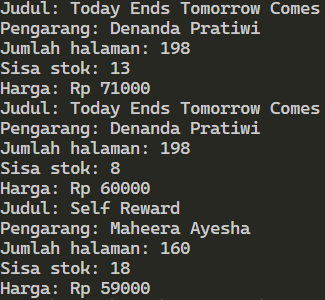 Judul: Today Ends Tomorrow Comes
Pengarang: Denanda Pratiwi
Jumlah halaman: 198
Sisa stok: 13
Harga: Rp 71000
Judul: Today Ends Tomorrow Comes
Pengarang: Denanda Pratiwi
Jumlah halaman: 198
Sisa stok: 8
Harga: Rp 60000
Judul: Self Reward
Pengarang: Maheera Ayesha
Jumlah halaman: 160
Sisa stok: 18
Harga: Rp 59000